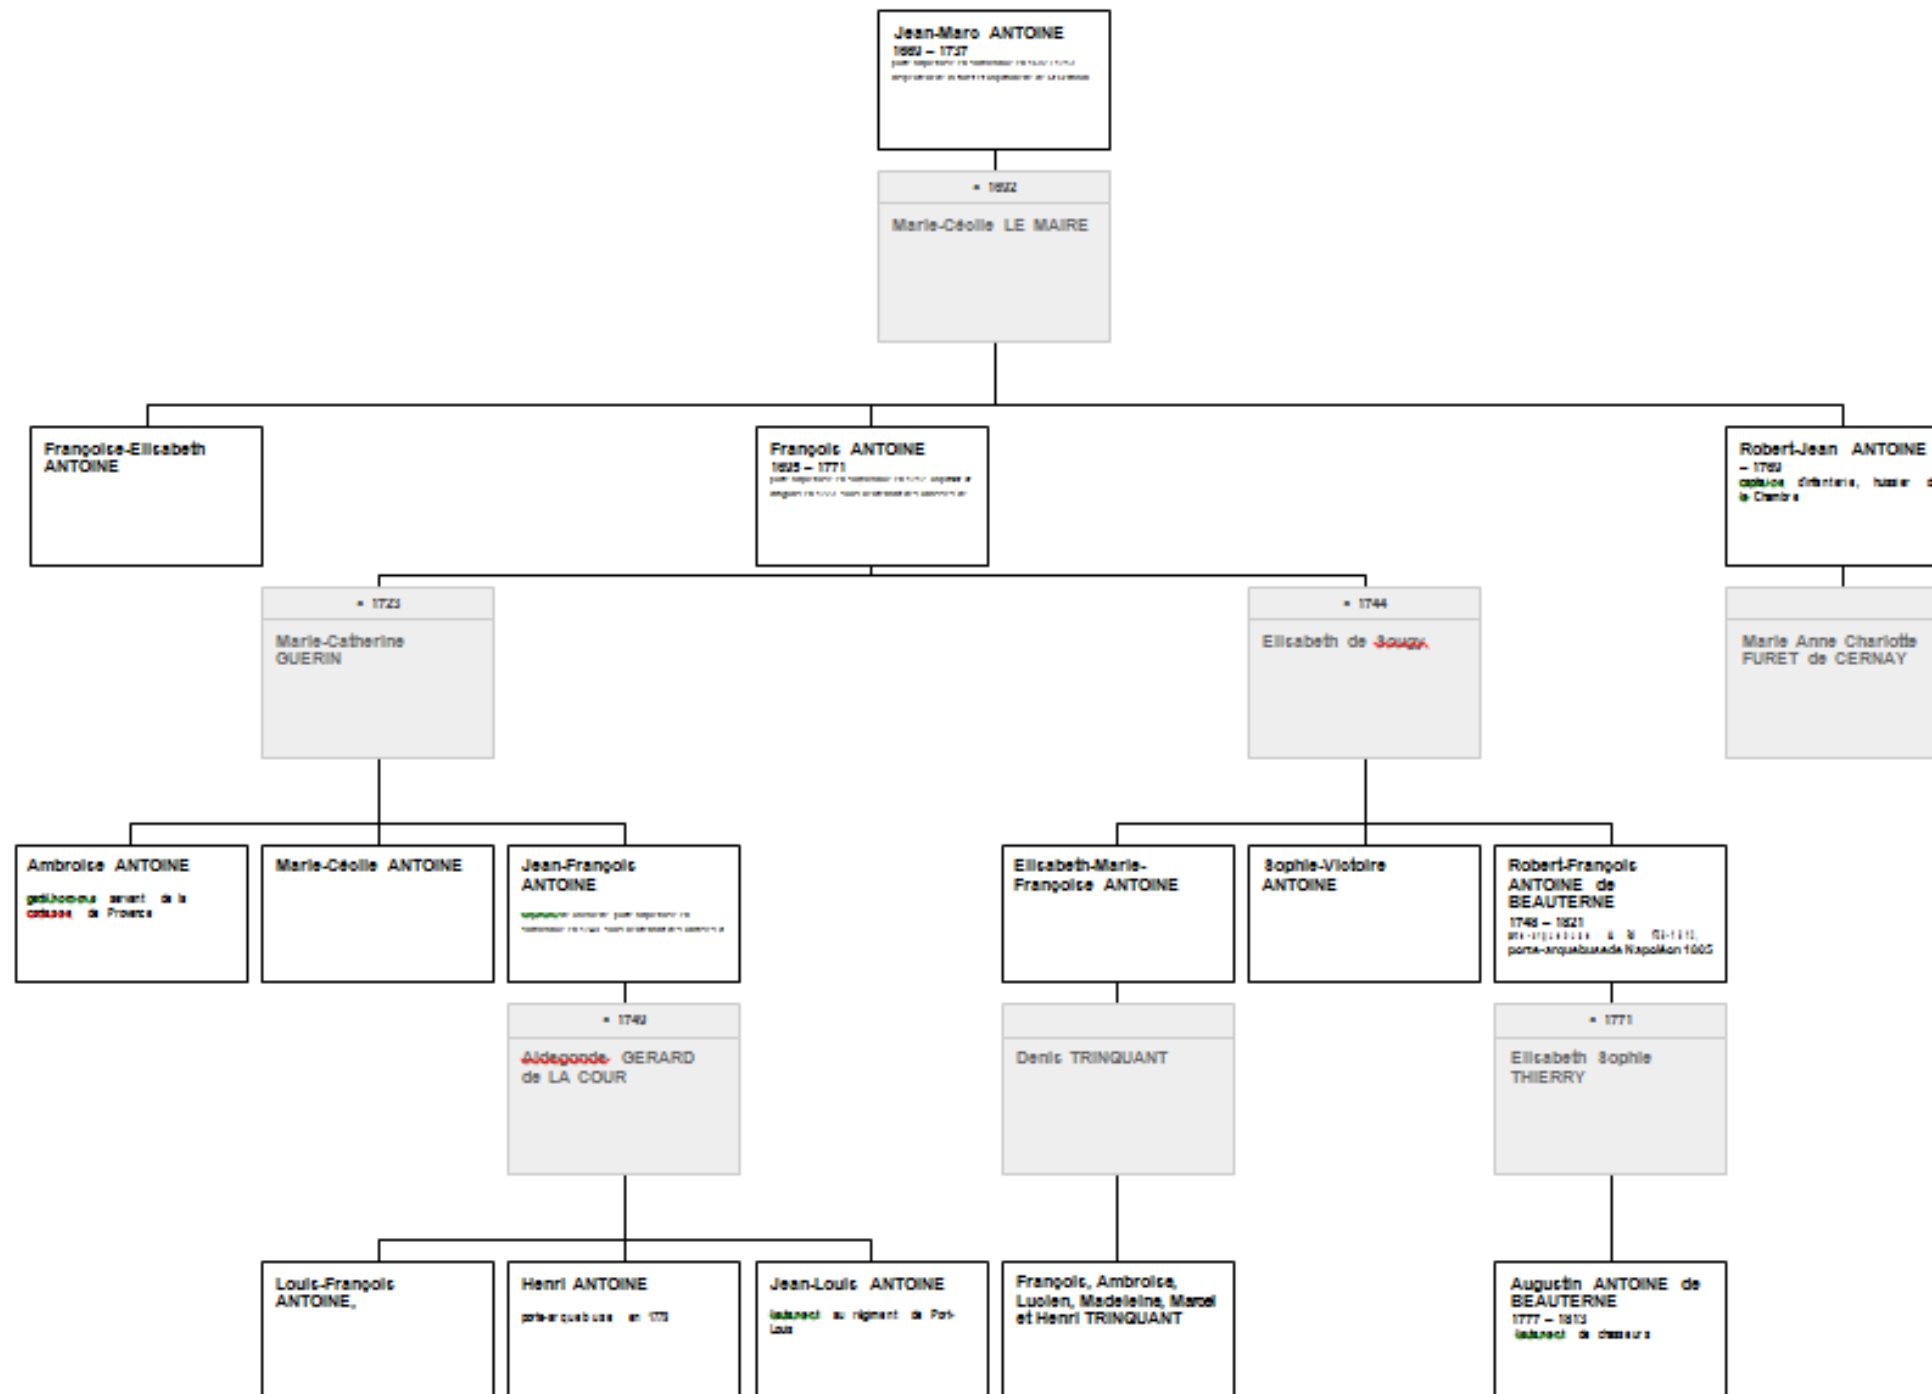 Jean-Marc ANTOINE
1669 – 1737
= 1692
Marie-Cécile LE MAIRE
Françoise-Elisabeth
ANTOINE
François ANTOINE
1695 – 1771
Robert-Jean ANTOINE
– 1769
capitaine d'infanterie, huissier
la Chambre
= 1723
Marie-Catherine
GUERIN
= 1744
Elisabeth de Sougy
Marie Anne Charlotte
FURET de CERNAY
Ambroise ANTOINE
gentilhomme servant de la
de Provence
Marie-Cécile ANTOINE
Jean-François
ANTOINE
Elisabeth-Marie-
Françoise ANTOINE
Sophie-Victoire
ANTOINE
Robert-François
ANTOINE de
BEAUTERNE
1748 – 1821
porte-arquebuse de Napoléon 1805
= 1749
Aldegonde GERARD
de LA COUR
Denis TRINQUANT
= 1771
Elisabeth Sophie
THIERRY
Louis-François
ANTOINE,
Henri ANTOINE
porte-arquebuse en 1775
Jean-Louis ANTOINE
lieutenant au régiment de Port-
Louis
François, Ambroise,
Lucien, Madeleine, Marcel
et Henri TRINQUANT
Augustin ANTOINE de
BEAUTERNE
1777 – 1813
lieutenant de chasseurs